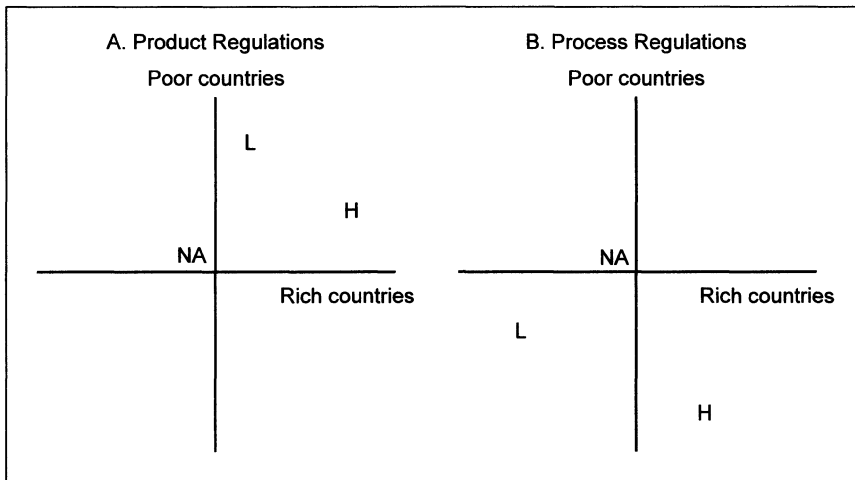 A. Product Regulations
Poor countries
L
H
NA
Rich countries
B. Process Regulations
Poor countries
NA
Rich countries
L
H